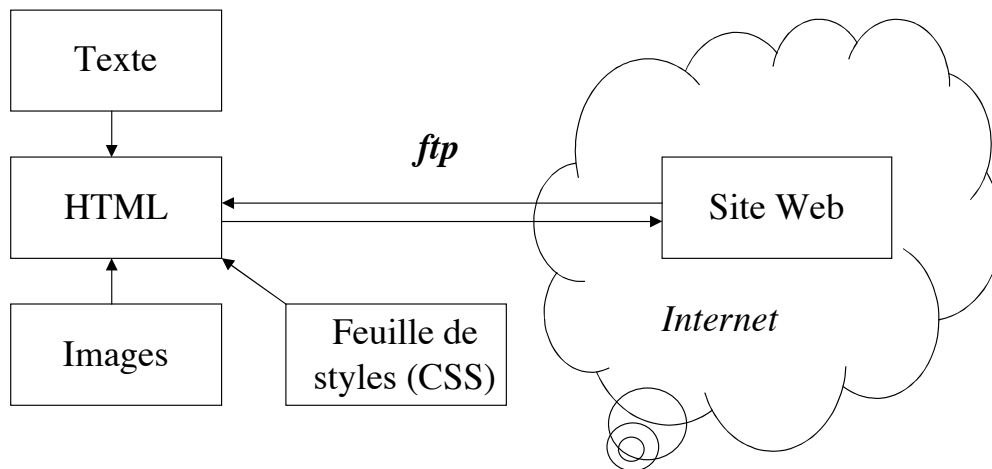 Texte
ftp
HTML
Site Web
Internet
Images
Feuille de
styles (CSS)